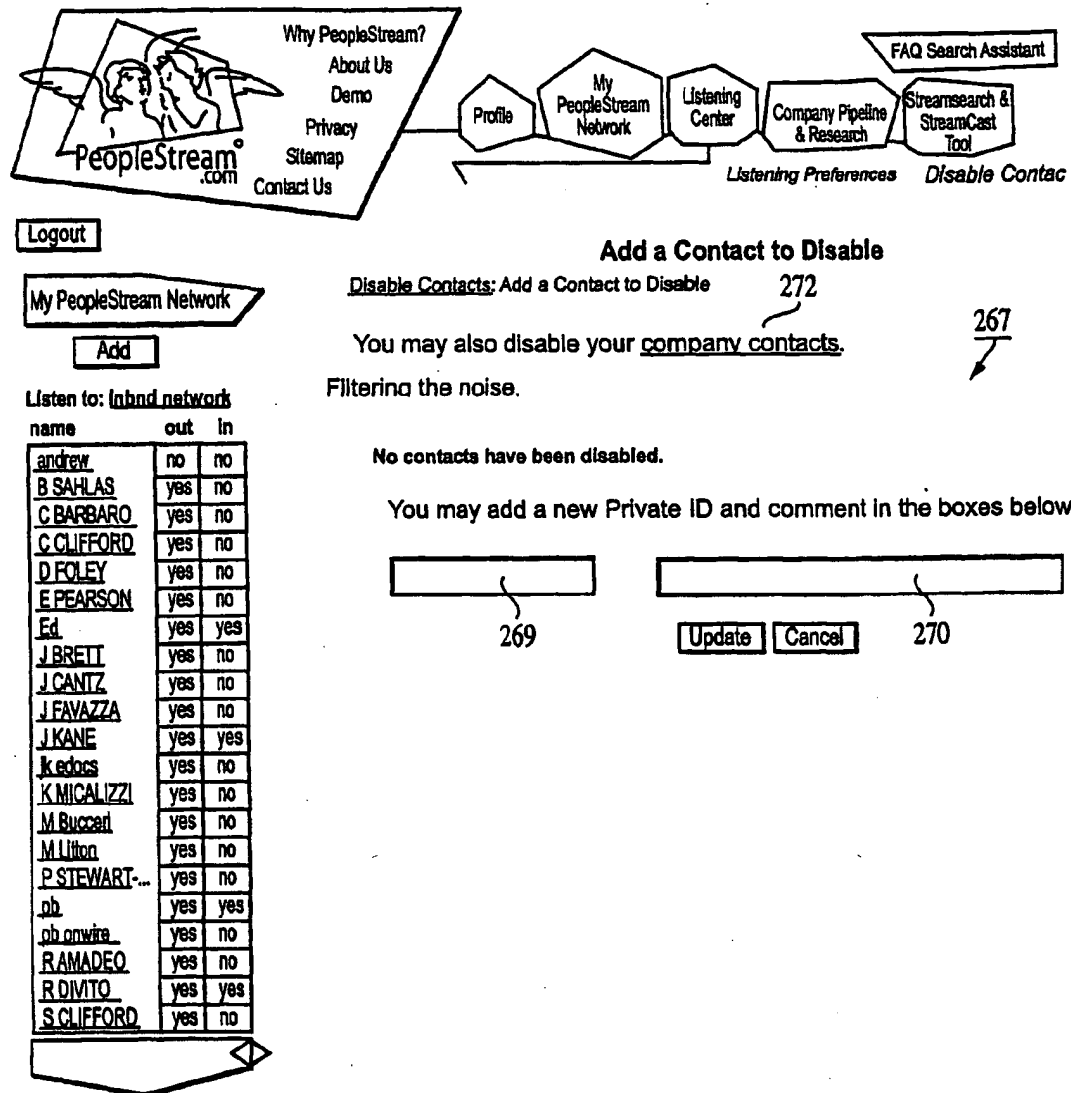 Why PeopleStream?
About Us
Demo
Privacy
Sitemap
Contact Us
PeopleStream
.com
FAQ Search Assistant
Profile
My PeopleStream Network
Listening Center
Company Pipeline & Research
Streamsearch & StreamCast Tool
Listening Preferences Disable Contac
Logout
My PeopleStream Network
Add
Listen to: Inbnd network
name out in
andrew no no
B SAHLAS yes no
C BARBARO yes no
C CLIFFORD yes no
D FOLEY yes no
E PEARSON yes no
Ed yes yes
J BRETT yes no
J CANTZ yes no
J FAVAZZA yes no
J KANE yes yes
jk edocs yes no
K MICALIZZI yes no
M Bucceri yes no
M Litton yes no
P STEWART-... yes no
pb yes yes
pb onwire yes no
R AMADEO yes no
R DIVITO yes yes
S CLIFFORD yes no
Add a Contact to Disable
Disable Contacts: Add a Contact to Disable
272
You may also disable your company contacts.
267
Filtering the noise.
No contacts have been disabled.
You may add a new Private ID and comment in the boxes below
269
Update Cancel
270